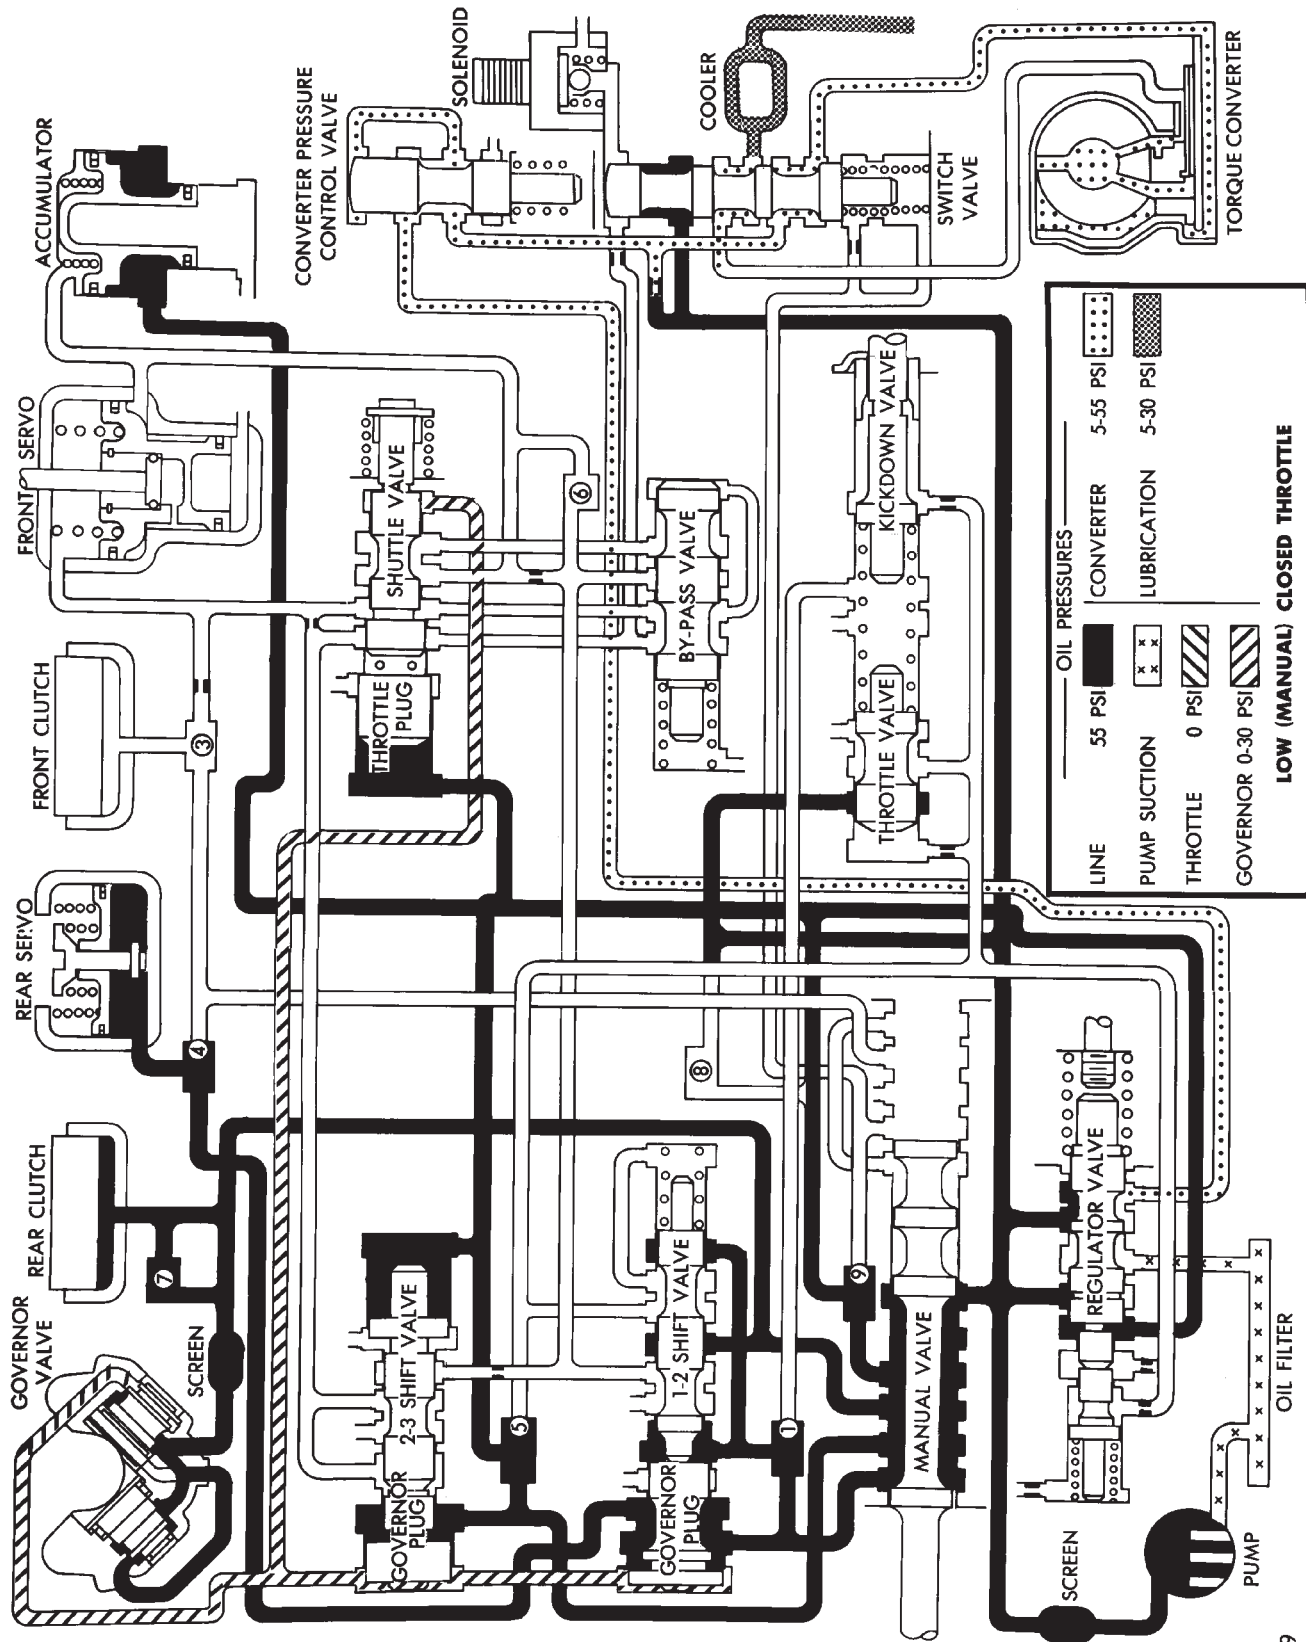 GOVERNOR
VALVE
REAR CLUTCH
REAR SERVO
FRONT CLUTCH
FRONT SERVO
ACCUMULATOR
SCREEN
7
4
3
CONVERTER PRESSURE
CONTROL VALVE
SOLENOID
GOVERNOR
PLUG
2-3 SHIFT VALVE
THROTTLE
PLUG
SHUTTLE VALVE
5
6
GOVERNOR
PLUG
1-2 SHIFT VALVE
8
BY-PASS VALVE
COOLER
1
9
THROTTLE VALVE
KICKDOWN VALVE
SWITCH
VALVE
MANUAL VALVE
SCREEN
REGULATOR VALVE
PUMP
OIL FILTER
TORQUE CONVERTER
OIL PRESSURES
LINE 55 PSI
CONVERTER 5-55 PSI
PUMP SUCTION
LUBRICATION 5-30 PSI
THROTTLE 0 PSI
GOVERNOR 0-30 PSI
LOW (MANUAL) CLOSED THROTTLE